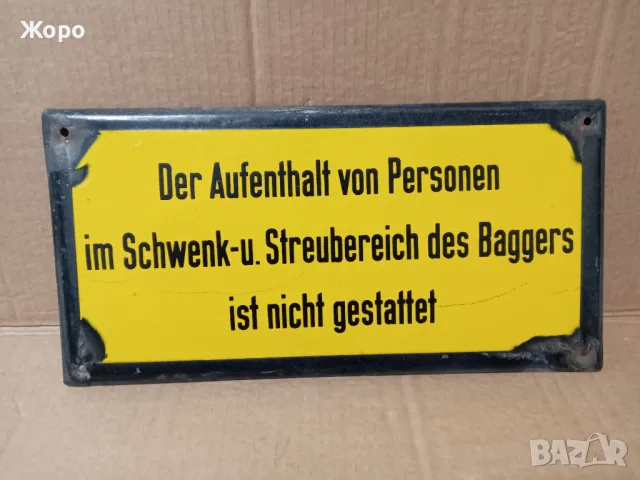 Жоро
Der Aufenthalt von Personen
im Schwenk-u. Streubereich des Baggers
ist nicht gestattet
BAZAR